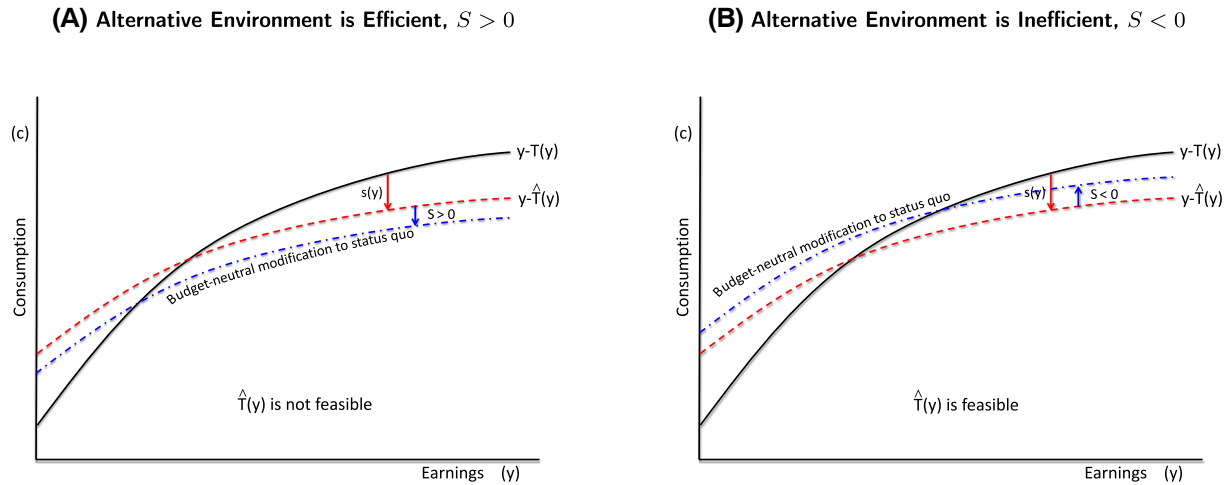 (A) Alternative Environment is Efficient, S > 0
(c)
Consumption
y-T(y)
s(y)
y-T̂(y)
S > 0
Budget-neutral modification to status quo
T̂(y) is not feasible
Earnings (y)
(B) Alternative Environment is Inefficient, S < 0
(c)
Consumption
y-T(y)
s(y)
S < 0
y-T̂(y)
Budget-neutral modification to status quo
T̂(y) is feasible
Earnings (y)